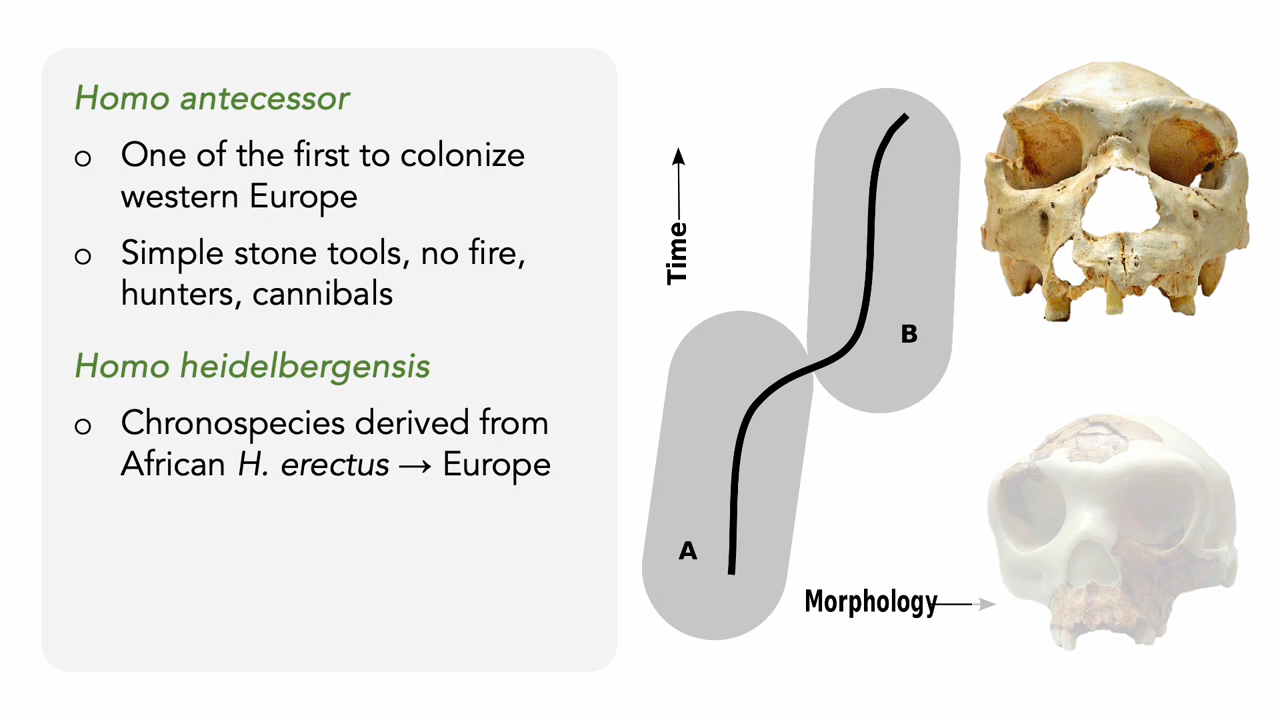 Homo antecessor
o One of the first to colonize
western Europe
o Simple stone tools, no fire,
hunters, cannibals
Homo heidelbergensis
o Chronospecies derived from
African H. erectus → Europe
Time
A
B
Morphology